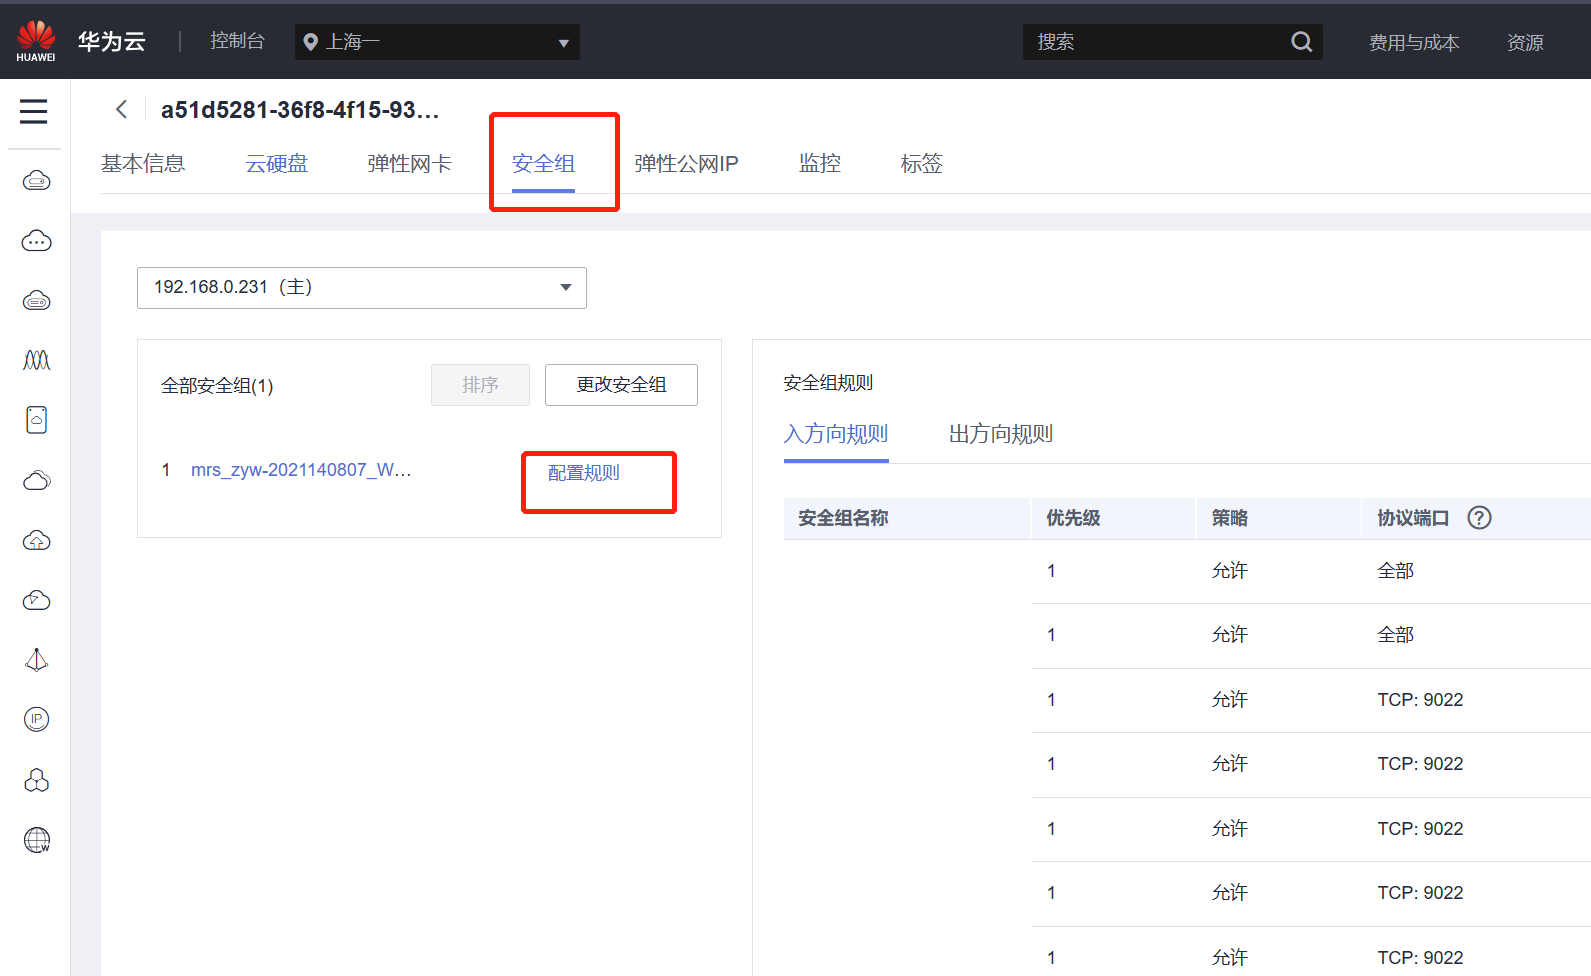 HUAWEI
华为云
控制台
上海一
搜索
费用与成本
资源
a51d5281-36f8-4f15-93...
基本信息
云硬盘
弹性网卡
安全组
弹性公网IP
监控
标签
192.168.0.231（主）
全部安全组(1)
排序
更改安全组
1 mrs_zyw-2021140807_W...
配置规则
安全组规则
入方向规则
出方向规则
安全组名称 优先级 策略 协议端口 ?
1 允许 全部
1 允许 全部
1 允许 TCP: 9022
1 允许 TCP: 9022
1 允许 TCP: 9022
1 允许 TCP: 9022
1 允许 TCP: 9022
IP
W